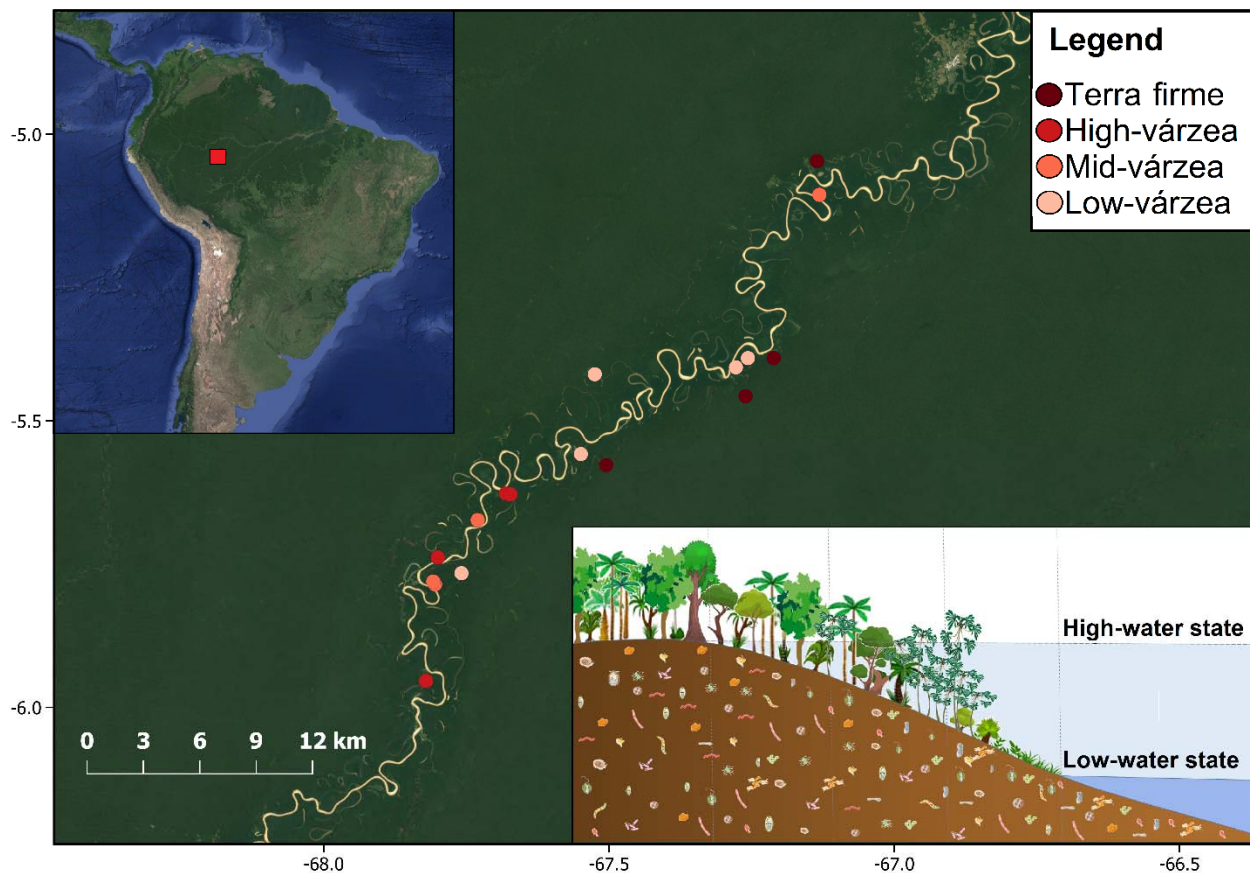 Legend
Terra firme
High-várzea
Mid-várzea
Low-várzea
-5.0
-5.5
-6.0
0 3 6 9 12 km
High-water state
Low-water state
-68.0 -67.5 -67.0 -66.5